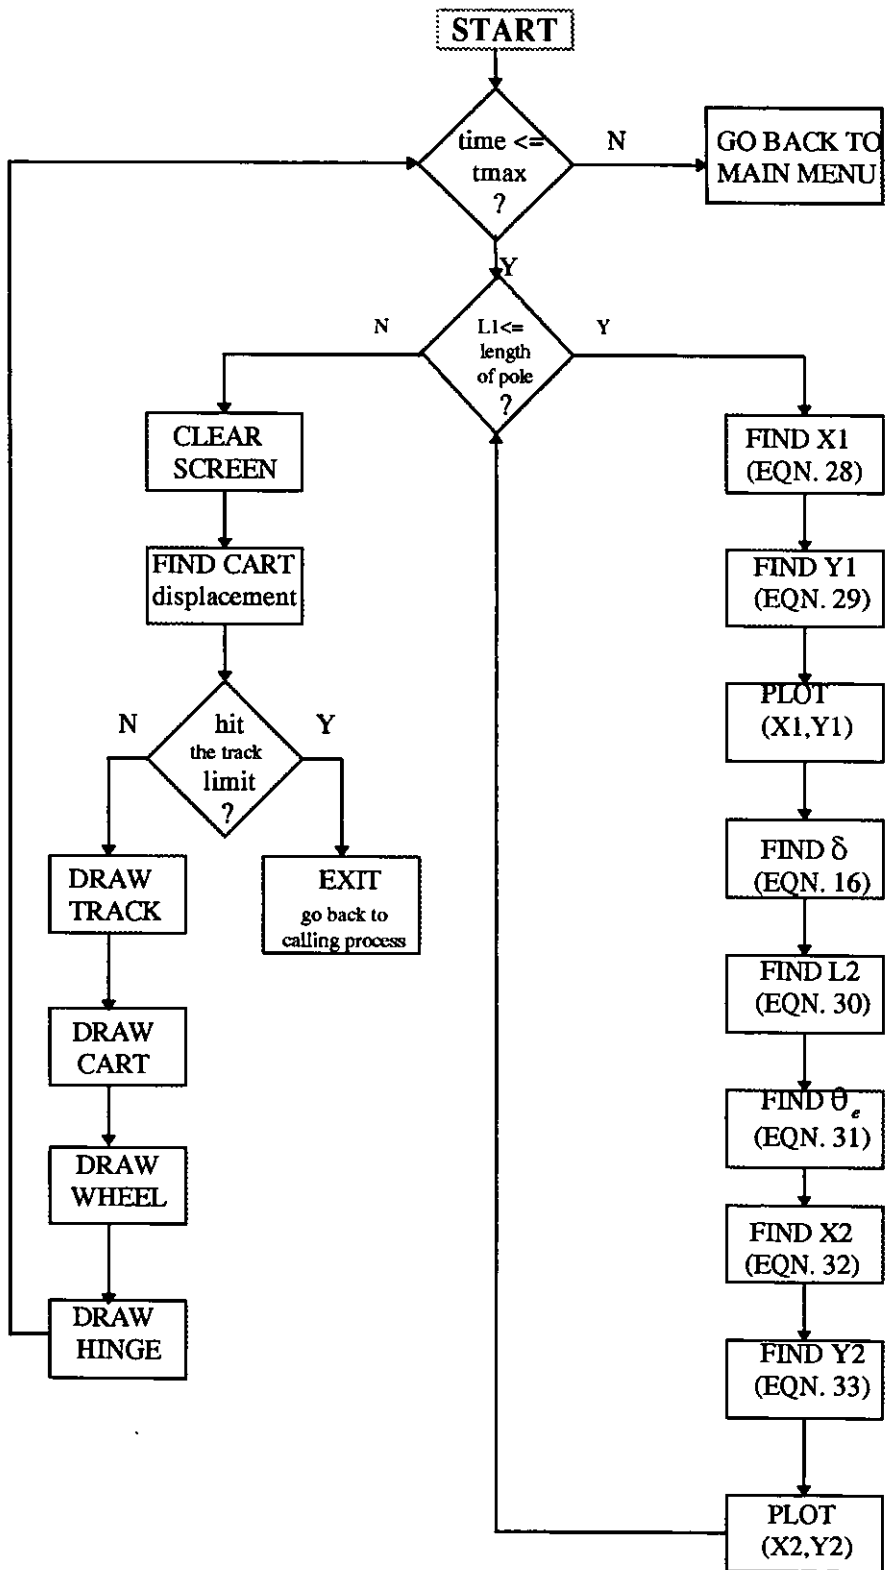 START
time <=
tmax
?
N
GO BACK TO
MAIN MENU
Y
N
L1<=
length
of pole
?
Y
CLEAR
SCREEN
FIND CART
displacement
N
hit
the track
limit
?
Y
DRAW
TRACK
EXIT
go back to
calling process
DRAW
CART
DRAW
WHEEL
DRAW
HINGE
FIND X1
(EQN. 28)
FIND Y1
(EQN. 29)
PLOT
(X1,Y1)
FIND δ
(EQN. 16)
FIND L2
(EQN. 30)
FIND θe
(EQN. 31)
FIND X2
(EQN. 32)
FIND Y2
(EQN. 33)
PLOT
(X2,Y2)